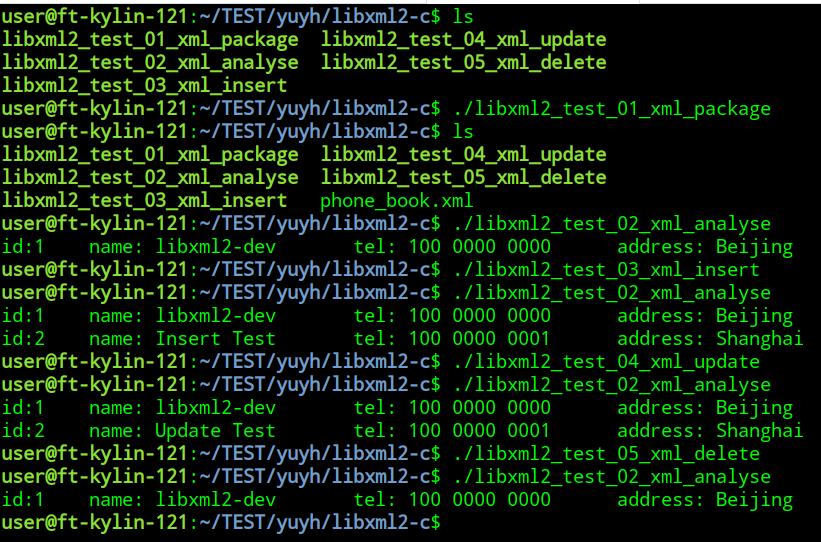 user@ft-kylin-121:~/TEST/yuyh/libxml2-c$ ls
libxml2_test_01_xml_package  libxml2_test_04_xml_update
libxml2_test_02_xml_analyse  libxml2_test_05_xml_delete
libxml2_test_03_xml_insert
user@ft-kylin-121:~/TEST/yuyh/libxml2-c$ ./libxml2_test_01_xml_package
user@ft-kylin-121:~/TEST/yuyh/libxml2-c$ ls
libxml2_test_01_xml_package  libxml2_test_04_xml_update
libxml2_test_02_xml_analyse  libxml2_test_05_xml_delete
libxml2_test_03_xml_insert   phone_book.xml
user@ft-kylin-121:~/TEST/yuyh/libxml2-c$ ./libxml2_test_02_xml_analyse
id:1    name: libxml2-dev       tel: 100 0000 0000      address: Beijing
user@ft-kylin-121:~/TEST/yuyh/libxml2-c$ ./libxml2_test_03_xml_insert
user@ft-kylin-121:~/TEST/yuyh/libxml2-c$ ./libxml2_test_02_xml_analyse
id:1    name: libxml2-dev       tel: 100 0000 0000      address: Beijing
id:2    name: Insert Test       tel: 100 0000 0001      address: Shanghai
user@ft-kylin-121:~/TEST/yuyh/libxml2-c$ ./libxml2_test_04_xml_update
user@ft-kylin-121:~/TEST/yuyh/libxml2-c$ ./libxml2_test_02_xml_analyse
id:1    name: libxml2-dev       tel: 100 0000 0000      address: Beijing
id:2    name: Update Test       tel: 100 0000 0001      address: Shanghai
user@ft-kylin-121:~/TEST/yuyh/libxml2-c$ ./libxml2_test_05_xml_delete
user@ft-kylin-121:~/TEST/yuyh/libxml2-c$ ./libxml2_test_02_xml_analyse
id:1    name: libxml2-dev       tel: 100 0000 0000      address: Beijing
user@ft-kylin-121:~/TEST/yuyh/libxml2-c$